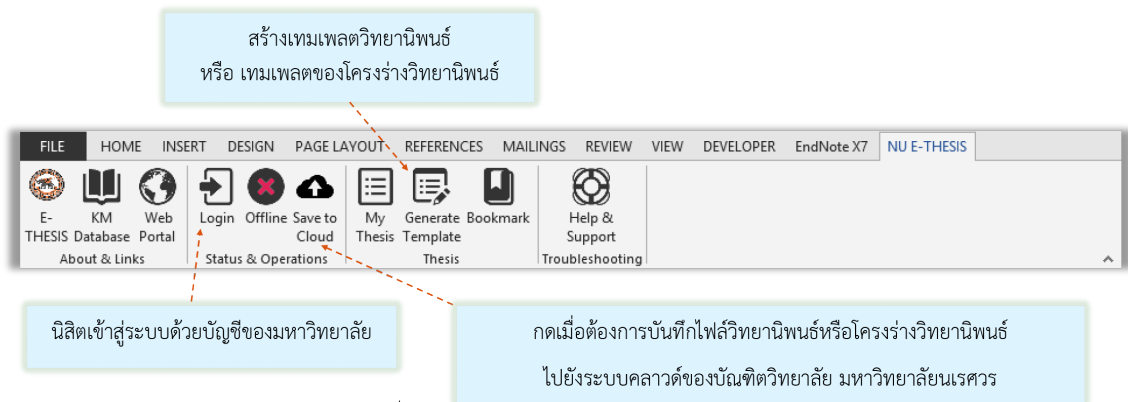 สร้างเทมเพลตวิทยานิพนธ์
หรือ เทมเพลตของโครงร่างวิทยานิพนธ์
FILE HOME INSERT DESIGN PAGE LAYOUT REFERENCES MAILINGS REVIEW VIEW DEVELOPER EndNote X7 NU E-THESIS
E- KM Web Login Offline Save to My Generate Bookmark Help &
THESIS Database Portal Cloud Thesis Template Support
About & Links Status & Operations Thesis Troubleshooting
นิสิตเข้าสู่ระบบด้วยบัญชีของมหาวิทยาลัย
กดเมื่อต้องการบันทึกไฟล์วิทยานิพนธ์หรือโครงร่างวิทยานิพนธ์
ไปยังระบบคลาวด์ของบัณฑิตวิทยาลัย มหาวิทยาลัยนเรศวร